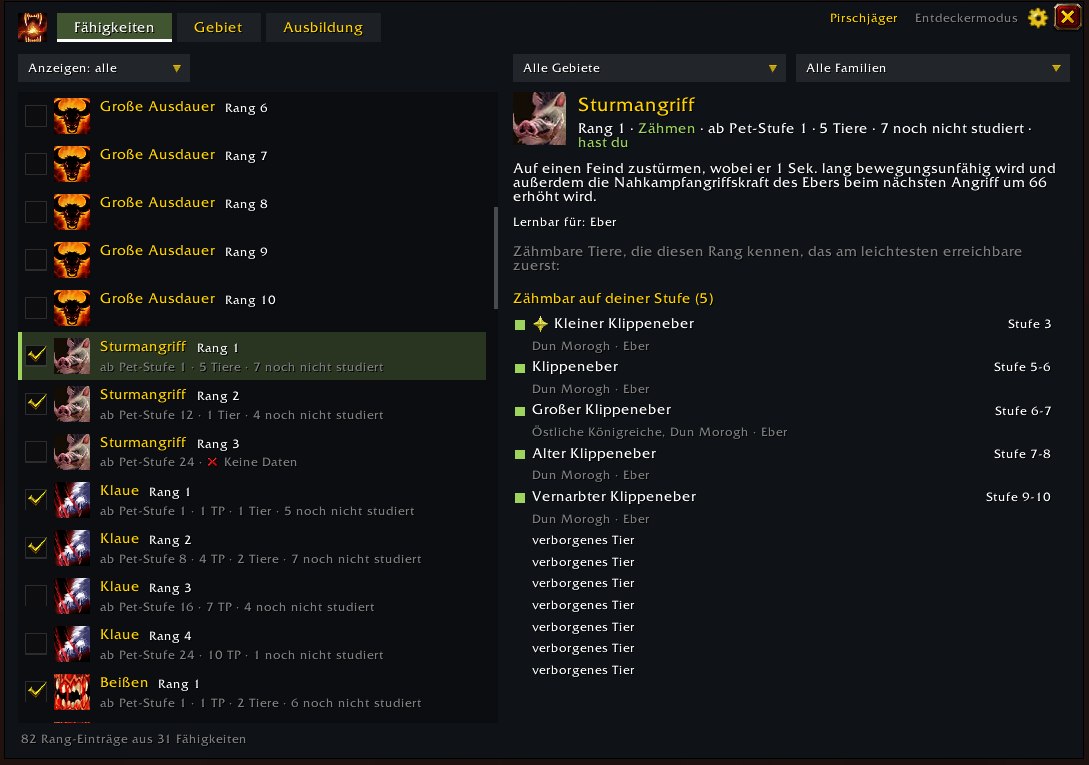 Fähigkeiten
Gebiet
Ausbildung
Pirschjäger
Entdeckermodus
Anzeigen: alle
Alle Gebiete
Alle Familien
Große Ausdauer Rang 6
Große Ausdauer Rang 7
Große Ausdauer Rang 8
Große Ausdauer Rang 9
Große Ausdauer Rang 10
Sturmangriff Rang 1
ab Pet-Stufe 1 · 5 Tiere · 7 noch nicht studiert
Sturmangriff Rang 2
ab Pet-Stufe 12 · 1 Tier · 4 noch nicht studiert
Sturmangriff Rang 3
ab Pet-Stufe 24 · Keine Daten
Klaue Rang 1
ab Pet-Stufe 1 · 1 TP · 1 Tier · 5 noch nicht studiert
Klaue Rang 2
ab Pet-Stufe 8 · 4 TP · 2 Tiere · 7 noch nicht studiert
Klaue Rang 3
ab Pet-Stufe 16 · 7 TP · 4 noch nicht studiert
Klaue Rang 4
ab Pet-Stufe 24 · 10 TP · 1 noch nicht studiert
Beißen Rang 1
ab Pet-Stufe 1 · 1 TP · 2 Tiere · 6 noch nicht studiert
82 Rang-Einträge aus 31 Fähigkeiten
Sturmangriff
Rang 1 · Zähmen · ab Pet-Stufe 1 · 5 Tiere · 7 noch nicht studiert ·
hast du
Auf einen Feind zustürmen, wobei er 1 Sek. lang bewegungsunfähig wird und
außerdem die Nahkampfangriffskraft des Ebers beim nächsten Angriff um 66
erhöht wird.
Lernbar für: Eber
Zähmbare Tiere, die diesen Rang kennen, das am leichtesten erreichbare
zuerst:
Zähmbar auf deiner Stufe (5)
Kleiner Klippeneber Stufe 3
Dun Morogh · Eber
Klippeneber Stufe 5-6
Dun Morogh · Eber
Großer Klippeneber Stufe 6-7
Östliche Königreiche, Dun Morogh · Eber
Alter Klippeneber Stufe 7-8
Dun Morogh · Eber
Vernarbter Klippeneber Stufe 9-10
Dun Morogh · Eber
verborgenes Tier
verborgenes Tier
verborgenes Tier
verborgenes Tier
verborgenes Tier
verborgenes Tier
verborgenes Tier